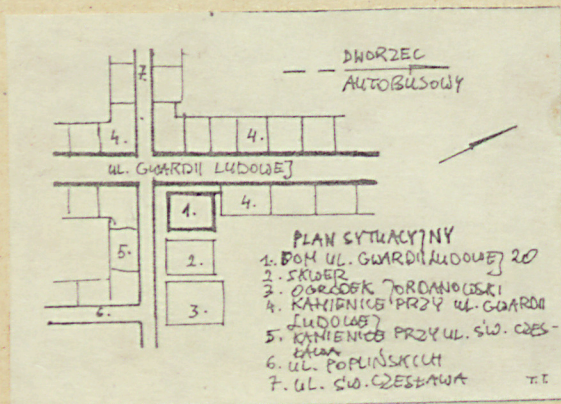 DWORZEC
AUTOBUSOWY
7.
4.
4.
UL. GWARDII LUDOWEJ
1.
4.
5.
2.
3.
6.
PLAN SYTUACYJNY
1. DOM UL. GWARDII LUDOWEJ 20
2. SKWER
3. OGRÓDEK JORDANOWSKI
4. KAMIENICE PRZY UL. GWARDII
LUDOWEJ
5. KAMIENICE PRZY UL. ŚW. CZES-
ŁAWA
6. UL. POPLIŃSKICH
7. UL. ŚW. CZESŁAWA